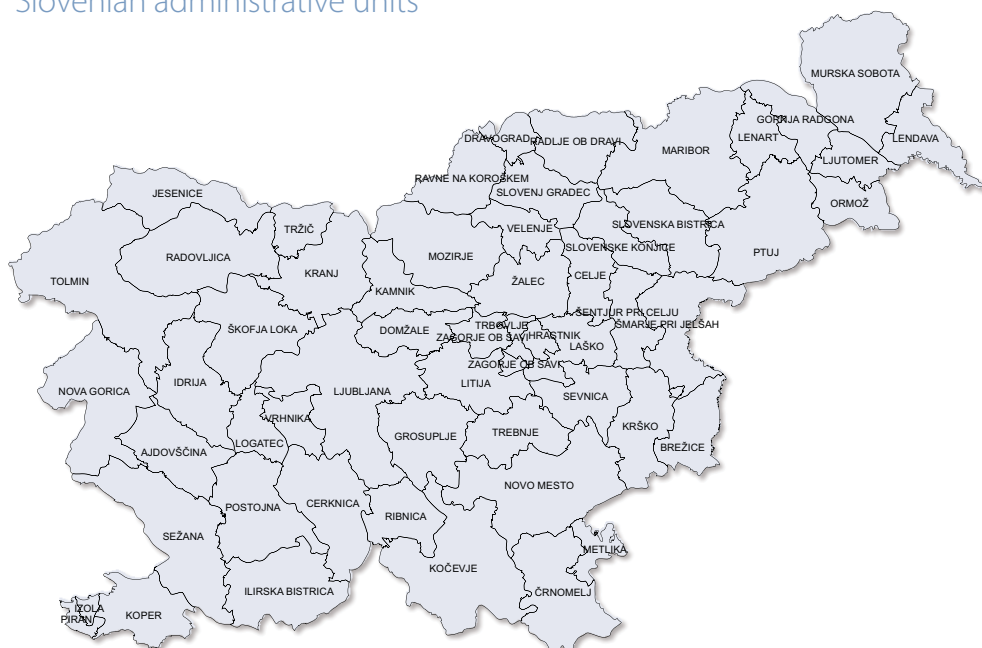 Slovenian administrative units
MURSKA SOBOTA
GORNJA RADGONA
LENART
LENDAVA
DRAVOGRAD
RADLJE OB DRAVI
MARIBOR
LJUTOMER
RAVNE NA KOROŠKEM
SLOVENJ GRADEC
JESENICE
ORMOŽ
TRŽIČ
VELENJE
SLOVENSKA BISTRICA
SLOVENSKE KONJICE
RADOVLJICA
MOZIRJE
PTUJ
KRANJ
CELJE
TOLMIN
ŽALEC
KAMNIK
ŠENTJUR PRI CELJU
ŠMARJE PRI JELŠAH
ŠKOFJA LOKA
DOMŽALE
TRBOVLJE
ZAGORJE OB SAVI
HRASTNIK
LAŠKO
ZAGORJE OB SAVI
IDRIJA
LITIJA
NOVA GORICA
LJUBLJANA
SEVNICA
VRHNIKA
KRŠKO
LOGATEC
GROSUPLJE
TREBNJE
BREŽICE
AJDOVŠČINA
NOVO MESTO
POSTOJNA
CERKNICA
RIBNICA
SEŽANA
METLIKA
KOČEVJE
ILIRSKA BISTRICA
ČRNOMELJ
IZOLA
PIRAN
KOPER